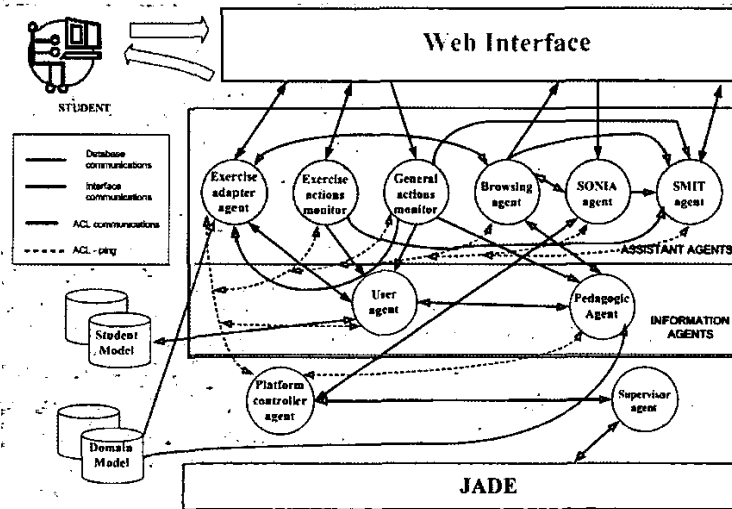 Web Interface
STUDENT
Database
communications
Interface
communications
ACL communications
ACL - ping
Exercise
adapter
agent
Exercise
actions
monitor
General
actions
monitor
Browsing
agent
SONIA
agent
SMIT
agent
ASSISTANT AGENTS
User
agent
Pedagogic
Agent
INFORMATION
AGENTS
Student
Model
Platform
controller
agent
Supervisor
agent
Domain
Model
JADE